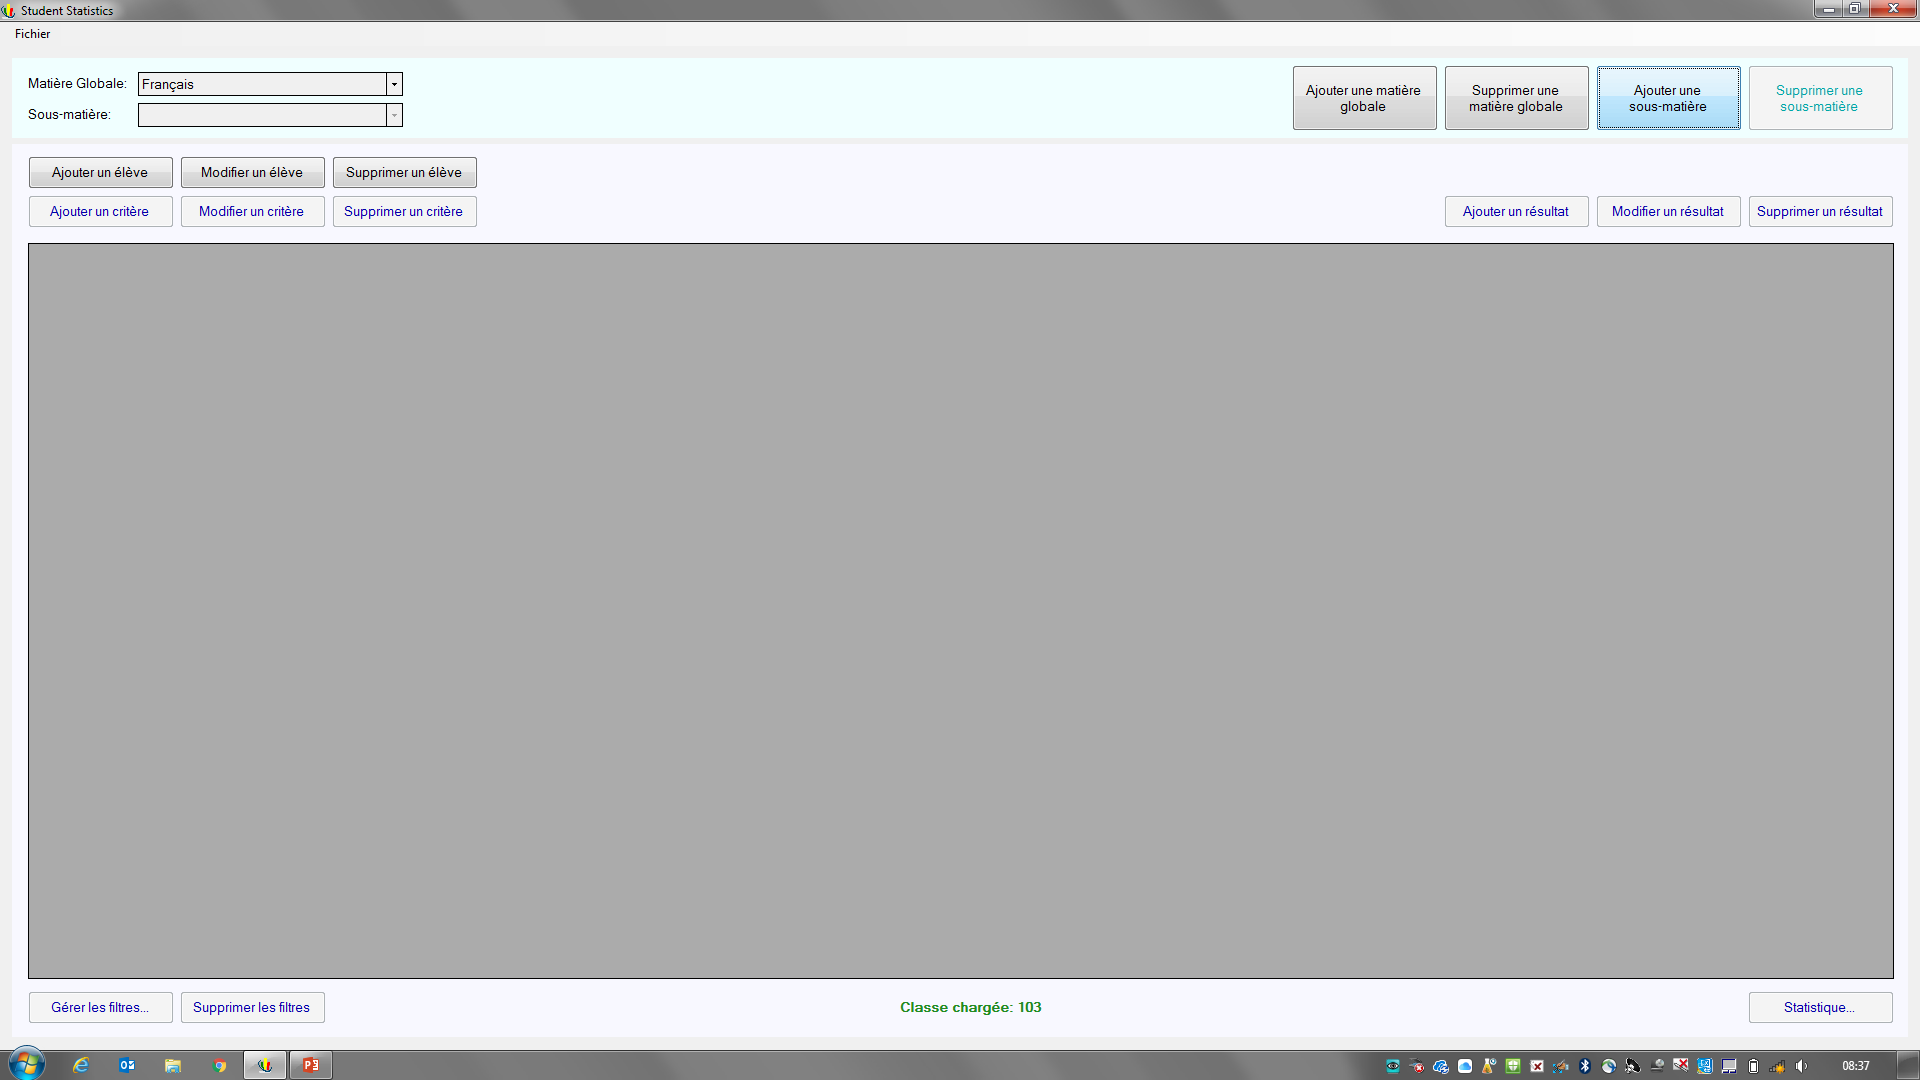 Student Statistics
Fichier
Matière Globale: Français
Sous-matière:
Ajouter une matière
globale
Supprimer une
matière globale
Ajouter une
sous-matière
Supprimer une
sous-matière
Ajouter un élève
Modifier un élève
Supprimer un élève
Ajouter un critère
Modifier un critère
Supprimer un critère
Ajouter un résultat
Modifier un résultat
Supprimer un résultat
Gérer les filtres...
Supprimer les filtres
Classe chargée: 103
Statistique...
08:37